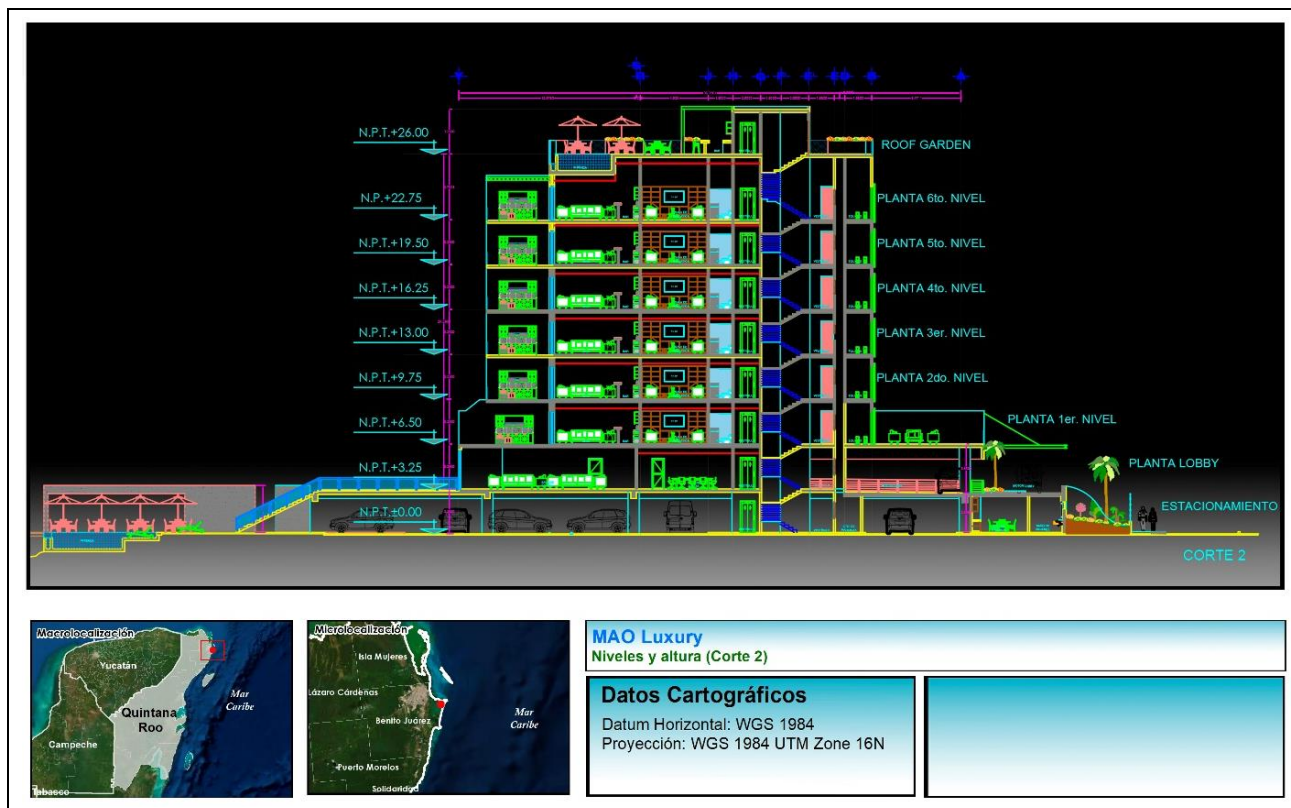 N.P.T.+26.00
ROOF GARDEN
N.P.+22.75
PLANTA 6to. NIVEL
N.P.T.+19.50
PLANTA 5to. NIVEL
N.P.T.+16.25
PLANTA 4to. NIVEL
N.P.T.+13.00
PLANTA 3er. NIVEL
N.P.T.+9.75
PLANTA 2do. NIVEL
N.P.T.+6.50
PLANTA 1er. NIVEL
N.P.T.+3.25
PLANTA LOBBY
N.P.T.±0.00
ESTACIONAMIENTO
CORTE 2
Macrolocalización
Yucatán
Quintana
Roo
Campeche
Tabasco
Mar
Caribe
Microlocalización
Isla Mujeres
Lázaro Cárdenas
Benito Juárez
Mar
Caribe
Puerto Morelos
Solidaridad
MAO Luxury
Niveles y altura (Corte 2)
Datos Cartográficos
Datum Horizontal: WGS 1984
Proyección: WGS 1984 UTM Zone 16N